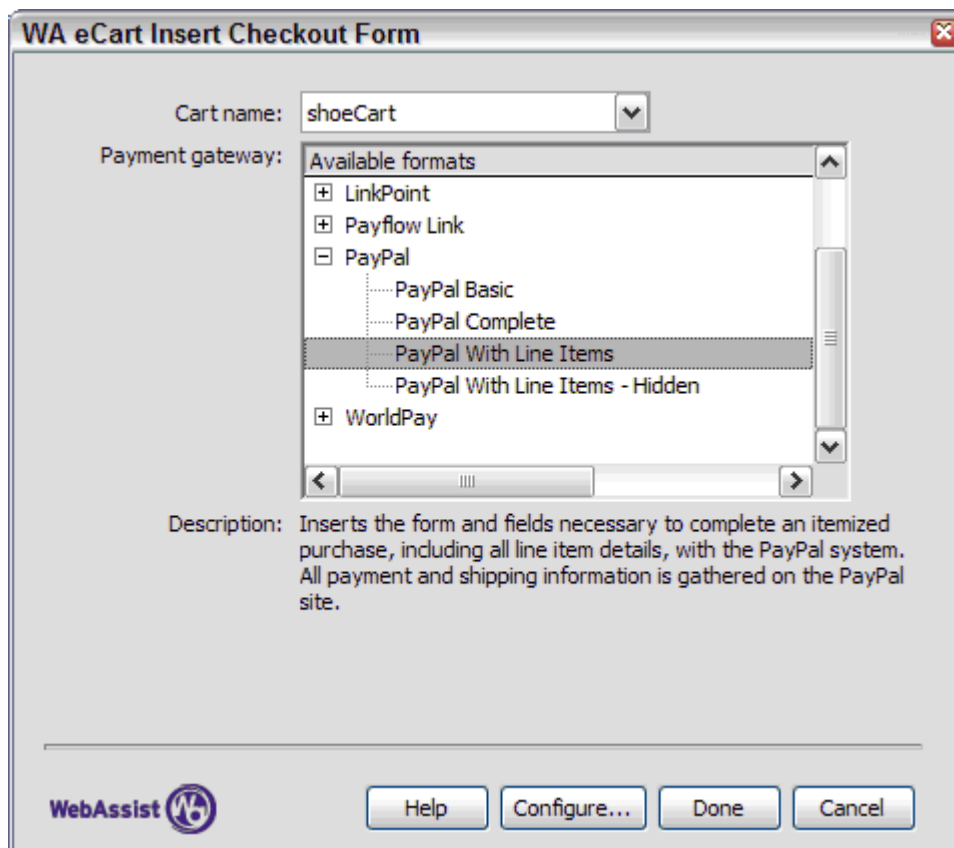 WA eCart Insert Checkout Form
Cart name: shoeCart
Payment gateway: Available formats
LinkPoint
Payflow Link
PayPal
PayPal Basic
PayPal Complete
PayPal With Line Items
PayPal With Line Items - Hidden
WorldPay
Description: Inserts the form and fields necessary to complete an itemized
purchase, including all line item details, with the PayPal system.
All payment and shipping information is gathered on the PayPal
site.
WebAssist Help Configure... Done Cancel